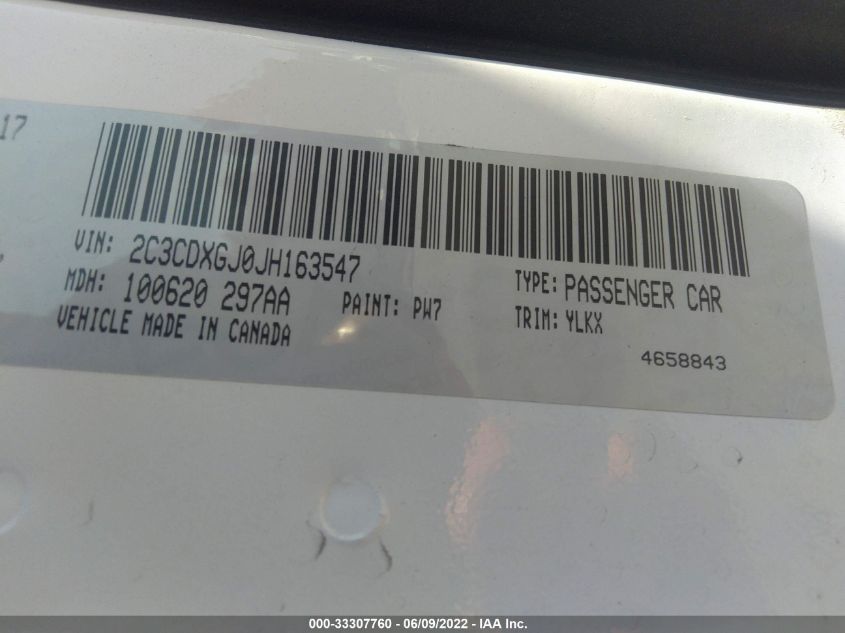 17
VIN: 2C3CDXGJ0JH163547
MDH: 100620 297AA PAINT: PW7
VEHICLE MADE IN CANADA
TYPE: PASSENGER CAR
TRIM: YLKX
4658843
000-33307760 - 06/09/2022 - IAA Inc.